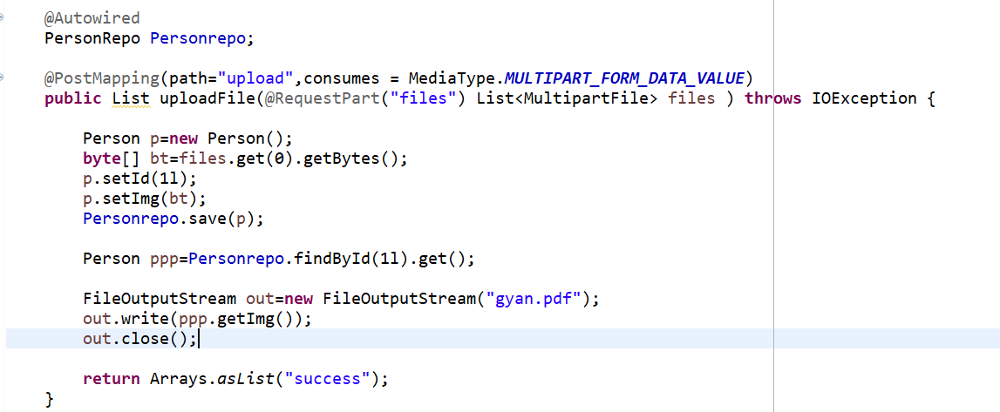 @Autowired
PersonRepo Personrepo;
@PostMapping(path="upload",consumes = MediaType.MULTIPART_FORM_DATA_VALUE)
public List uploadFile(@RequestPart("files") List<MultipartFile> files ) throws IOException {
Person p=new Person();
byte[] bt=files.get(0).getBytes();
p.setId(1l);
p.setImg(bt);
Personrepo.save(p);
Person ppp=Personrepo.findById(1l).get();
FileOutputStream out=new FileOutputStream("gyan.pdf");
out.write(ppp.getImg());
out.close();
return Arrays.asList("success");
}